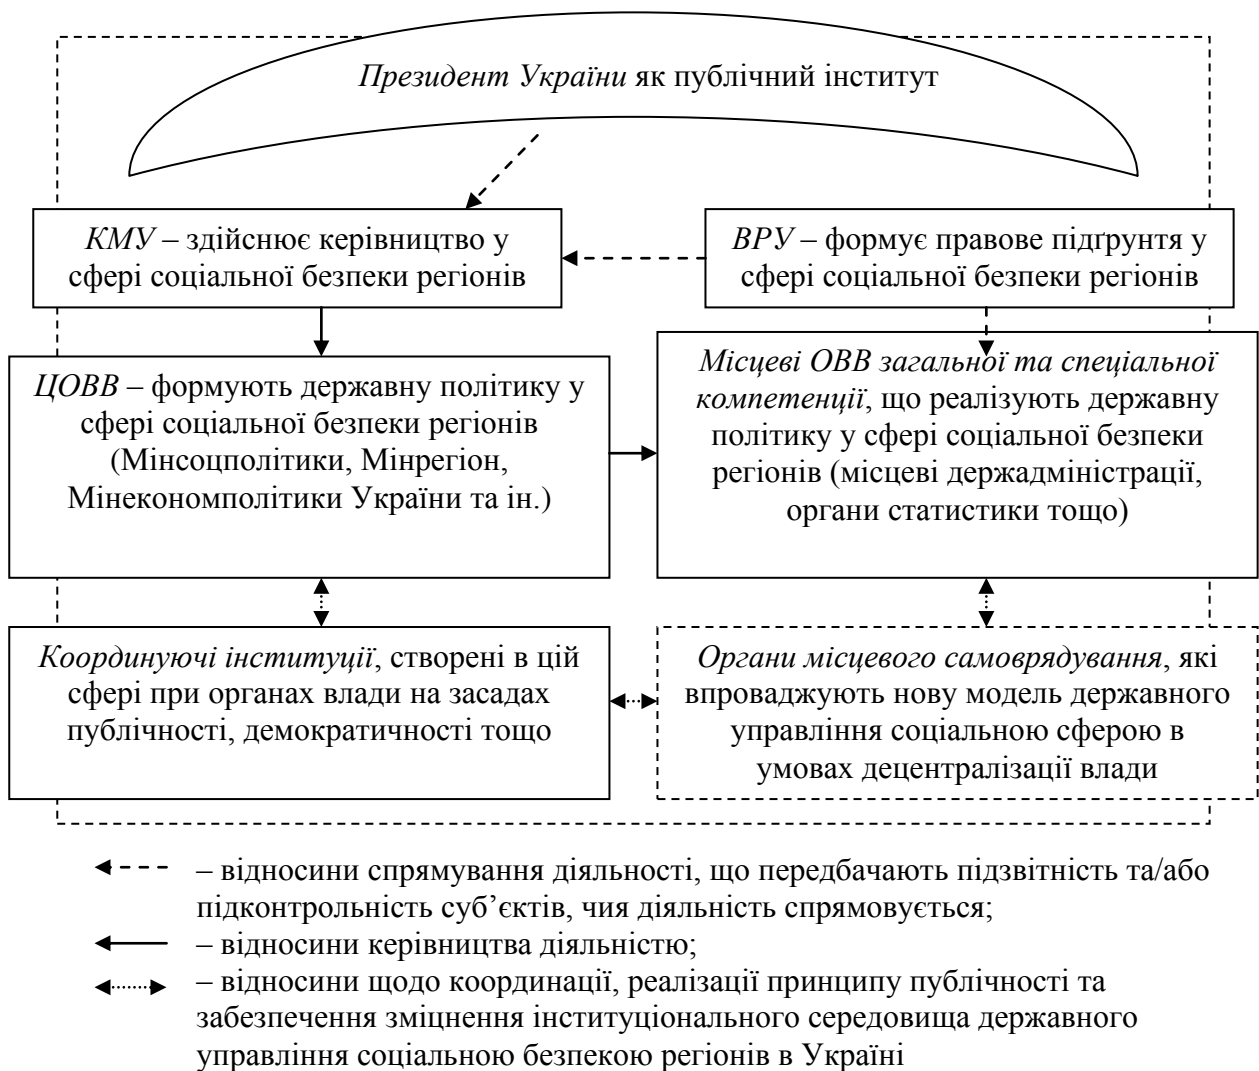 Президент України як публічний інститут
КМУ – здійснює керівництво у
сфері соціальної безпеки регіонів
ВРУ – формує правове підґрунтя у
сфері соціальної безпеки регіонів
ЦОВВ – формують державну політику у
сфері соціальної безпеки регіонів
(Мінсоцполітики, Мінрегіон,
Мінекономполітики України та ін.)
Місцеві ОВВ загальної та спеціальної
компетенції, що реалізують державну
політику у сфері соціальної безпеки
регіонів (місцеві держадміністрації,
органи статистики тощо)
Координуючі інституції, створені в цій
сфері при органах влади на засадах
публічності, демократичності тощо
Органи місцевого самоврядування, які
впроваджують нову модель державного
управління соціальною сферою в
умовах децентралізації влади
– відносини спрямування діяльності, що передбачають підзвітність та/або
підконтрольність суб’єктів, чия діяльність спрямовується;
– відносини керівництва діяльністю;
– відносини щодо координації, реалізації принципу публічності та
забезпечення зміцнення інституціонального середовища державного
управління соціальною безпекою регіонів в Україні